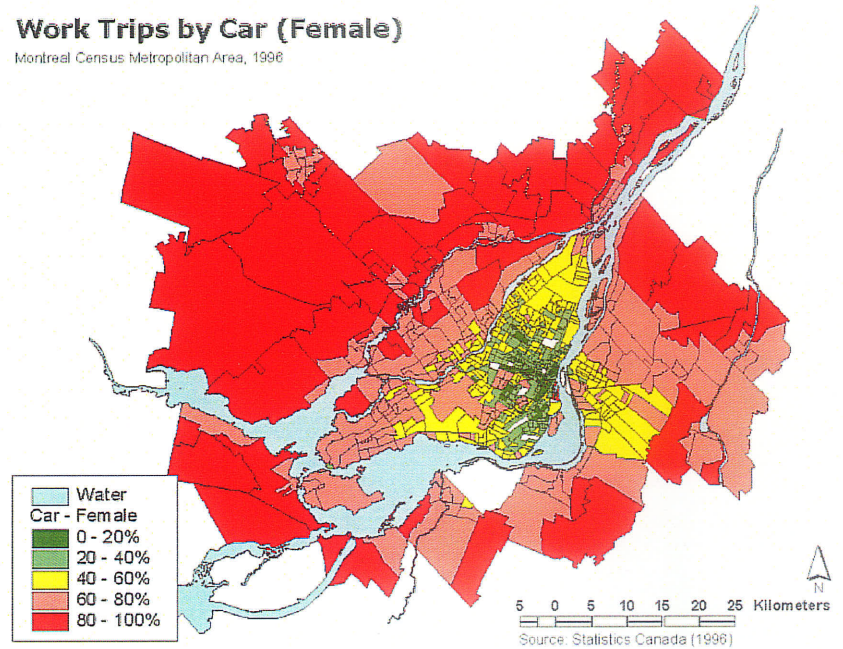 Work Trips by Car (Female)
Montreal Census Metropolitan Area, 1996
Water
Car - Female
0 - 20%
20 - 40%
40 - 60%
60 - 80%
80 - 100%
N
5 0 5 10 15 20 25 Kilometers
Source: Statistics Canada (1996)